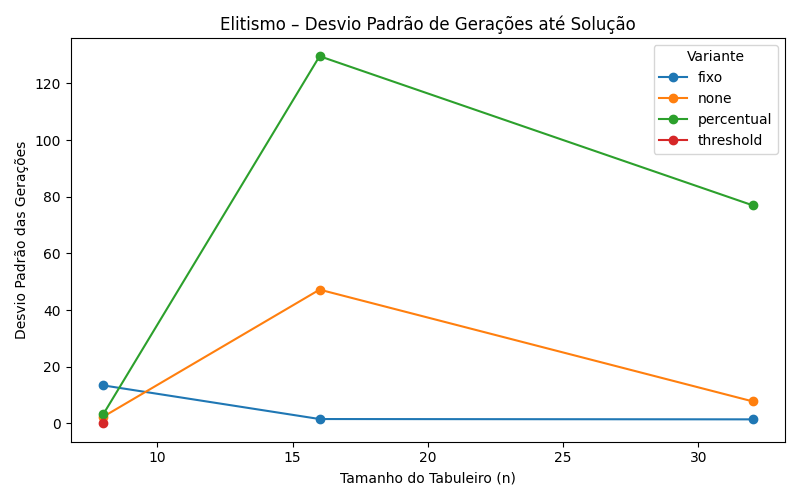 Elitismo – Desvio Padrão de Gerações até Solução
Desvio Padrão das Gerações
120
100
80
60
40
20
0
Variante
fixo
none
percentual
threshold
10
15
20
25
30
Tamanho do Tabuleiro (n)